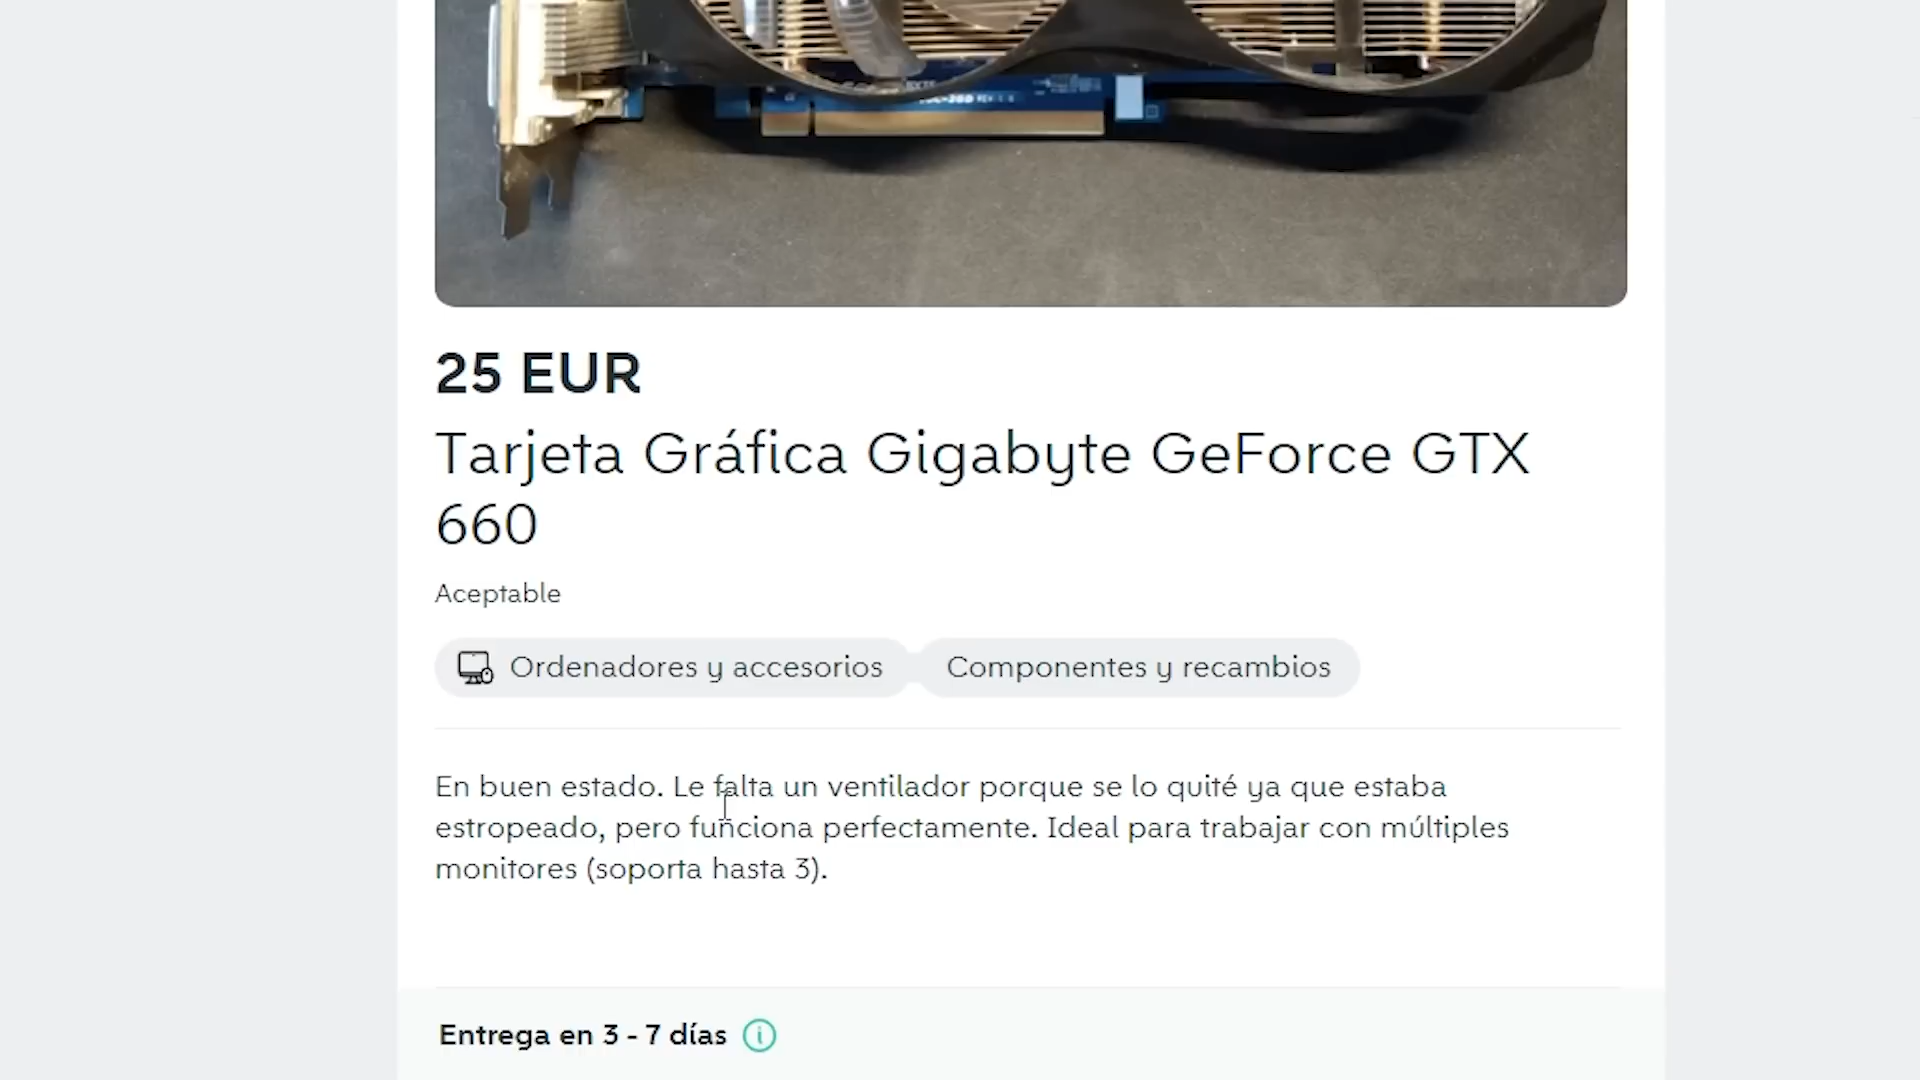 25 EUR
Tarjeta Gráfica Gigabyte GeForce GTX
660
Aceptable
Ordenadores y accesorios
Componentes y recambios
En buen estado. Le falta un ventilador porque se lo quité ya que estaba
estropeado, pero funciona perfectamente. Ideal para trabajar con múltiples
monitores (soporta hasta 3).
Entrega en 3 - 7 días